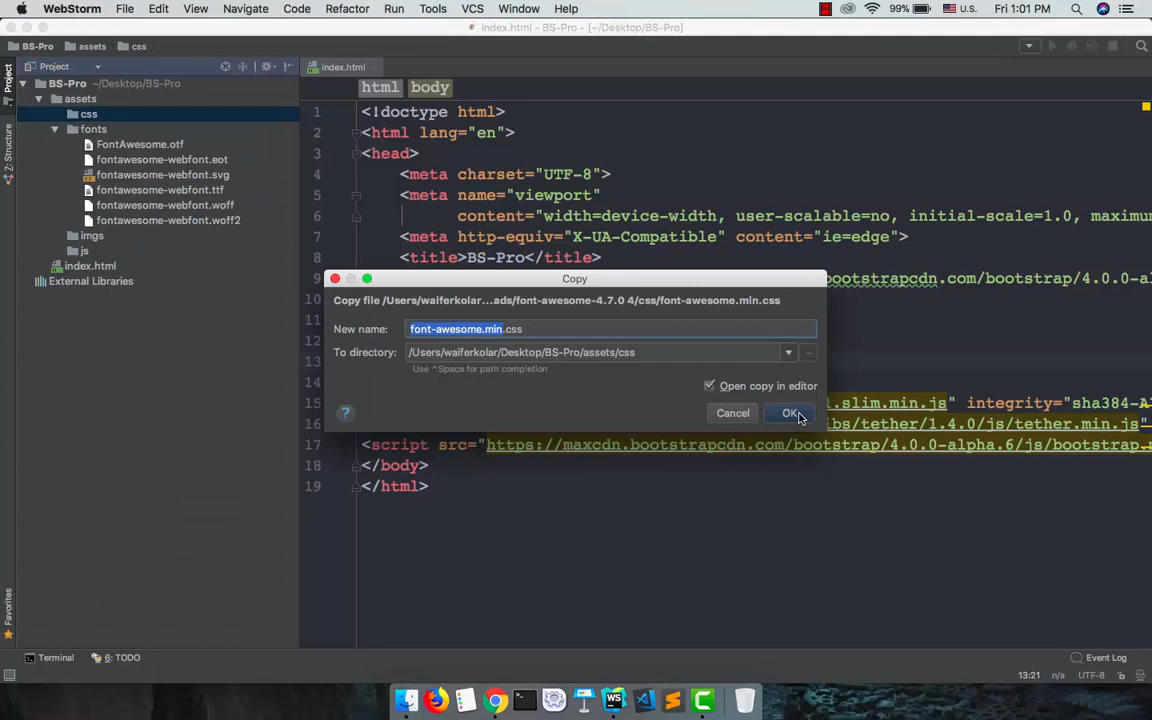 WebStorm File Edit View Navigate Code Refactor Run Tools VCS Window Help 99% U.S. Fri 1:01 PM
index.html - BS-Pro - [~/Desktop/BS-Pro]
BS-Pro assets css
Project index.html
html body
BS-Pro ~/Desktop/BS-Pro
assets
css
fonts
FontAwesome.otf
fontawesome-webfont.eot
fontawesome-webfont.svg
fontawesome-webfont.ttf
fontawesome-webfont.woff
fontawesome-webfont.woff2
imgs
js
index.html
External Libraries
1: Project
7: Structure
Favorites
1 <!doctype html>
2 <html lang="en">
3 <head>
4 <meta charset="UTF-8">
5 <meta name="viewport"
6 content="width=device-width, user-scalable=no, initial-scale=1.0, maximum
7 <meta http-equiv="X-UA-Compatible" content="ie=edge">
8 <title>BS-Pro</title>
9 bootstrapcdn.com/bootstrap/4.0.0-al
10
11
12
13
14
15 .slim.min.js" integrity="sha384-A
16 ibs/tether/1.4.0/js/tether.min.js"
17 <script src="https://maxcdn.bootstrapcdn.com/bootstrap/4.0.0-alpha.6/js/bootstrap.
18 </body>
19 </html>
Copy
Copy file /Users/waiferkolar...ads/font-awesome-4.7.0 4/css/font-awesome.min.css
New name: font-awesome.min.css
To directory: /Users/waiferkolar/Desktop/BS-Pro/assets/css
Use ^Space for path completion
Open copy in editor
? Cancel OK
Terminal 6: TODO Event Log
13:21 n/a UTF-8